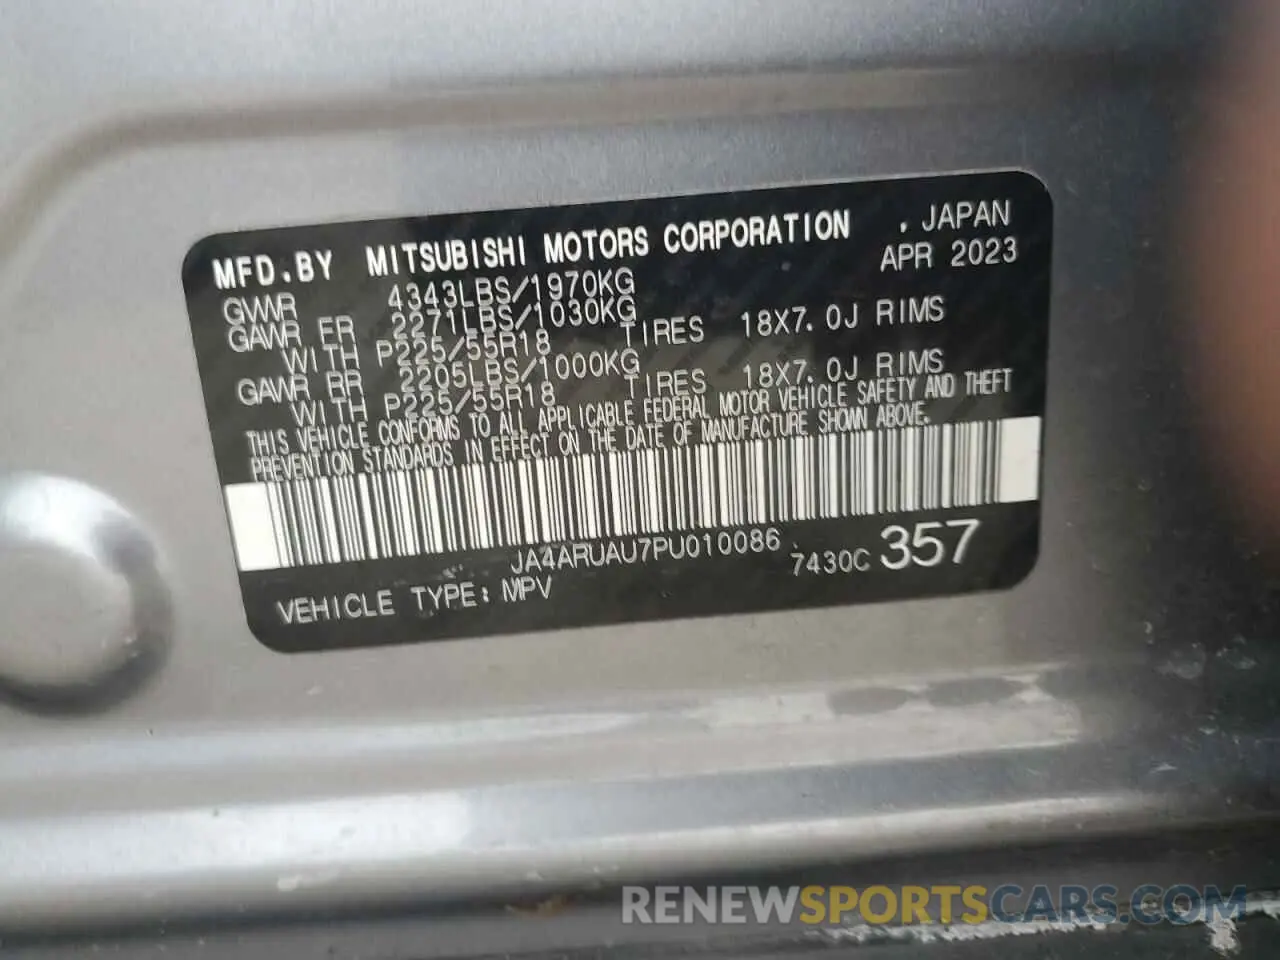 MFD.BY MITSUBISHI MOTORS CORPORATION , JAPAN
APR 2023
GVWR 4343LBS/1970KG
GAWR FR 2271LBS/1030KG
WITH P225/55R18 TIRES 18X7.0J RIMS
GAWR RR 2205LBS/1000KG
WITH P225/55R18 TIRES 18X7.0J RIMS
THIS VEHICLE CONFORMS TO ALL APPLICABLE FEDERAL MOTOR VEHICLE SAFETY AND THEFT
PREVENTION STANDARDS IN EFFECT ON THE DATE OF MANUFACTURE SHOWN ABOVE.
JA4ARUAU7PU010086
7430C 357
VEHICLE TYPE: MPV
RENEWSPORTSCARS.COM